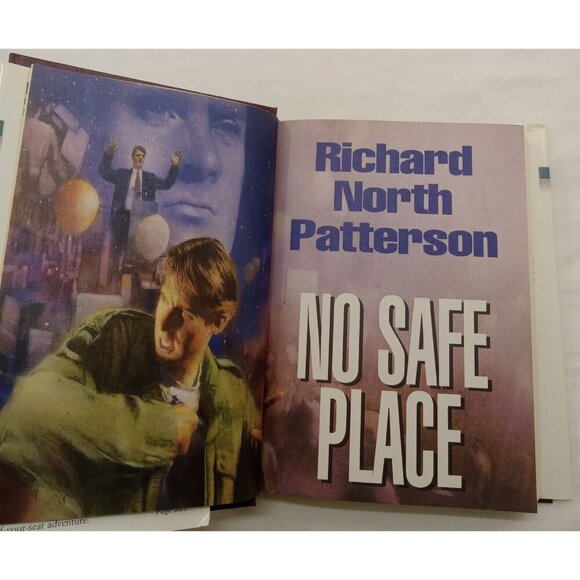 Richard
North
Patterson
NO SAFE
PLACE
f-your-seat adventure.